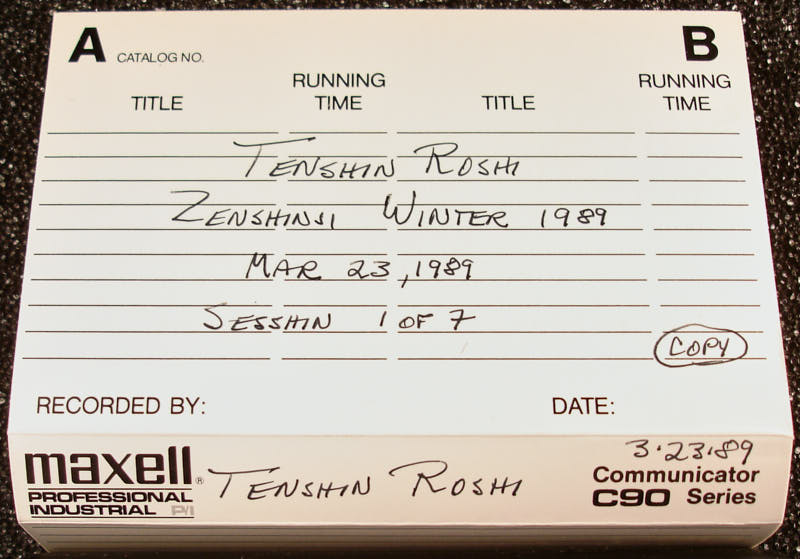 A CATALOG NO. B
TITLE RUNNING TIME TITLE RUNNING TIME
TENSHIN ROSHI
ZENSHINJI WINTER 1989
MAR 23, 1989
SESSHIN 1 OF 7
COPY
RECORDED BY: DATE:
maxell® TENSHIN ROSHI 3·23·89
PROFESSIONAL INDUSTRIAL P/I Communicator C90 Series